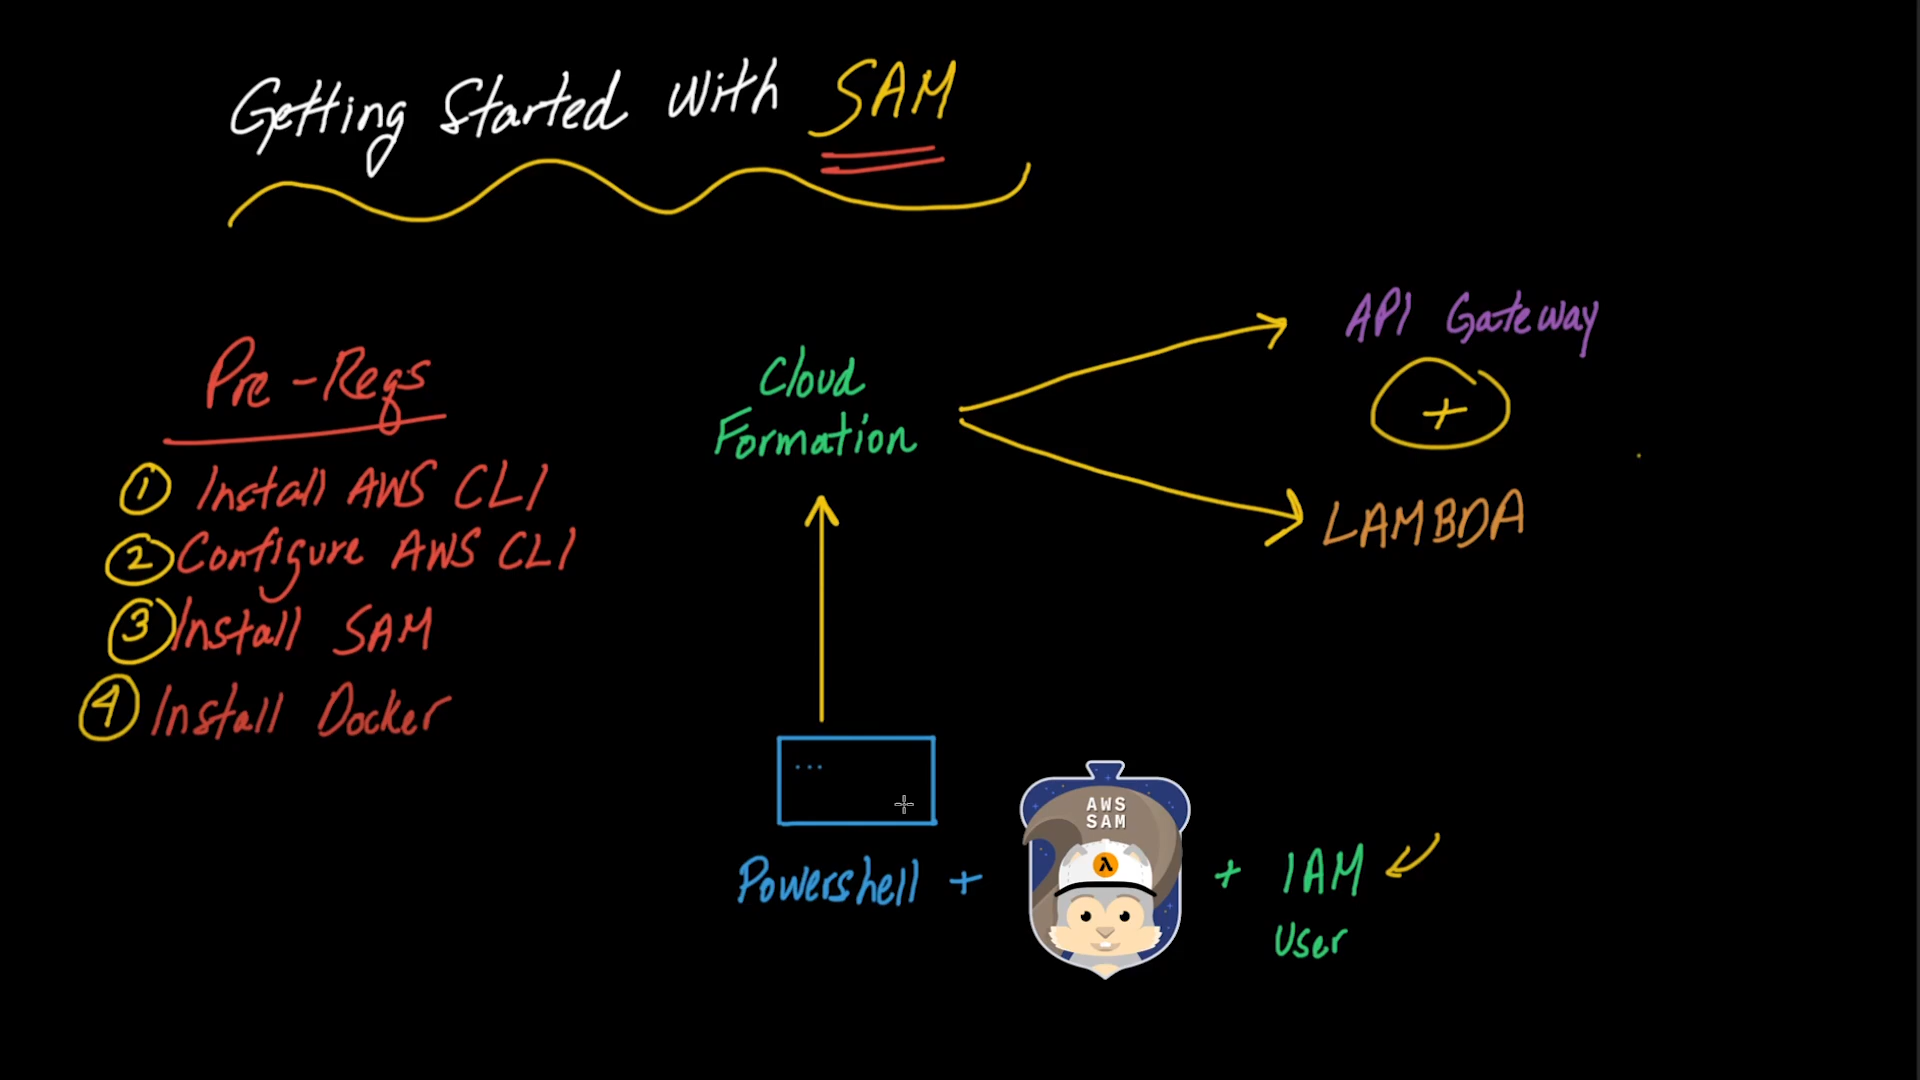 Getting Started With SAM
Pre-Reqs
1 Install AWS CLI
2 Configure AWS CLI
3 Install SAM
4 Install Docker
Cloud
Formation
API Gateway
+
LAMBDA
...
Powershell +
AWS
SAM
λ
+ IAM
User